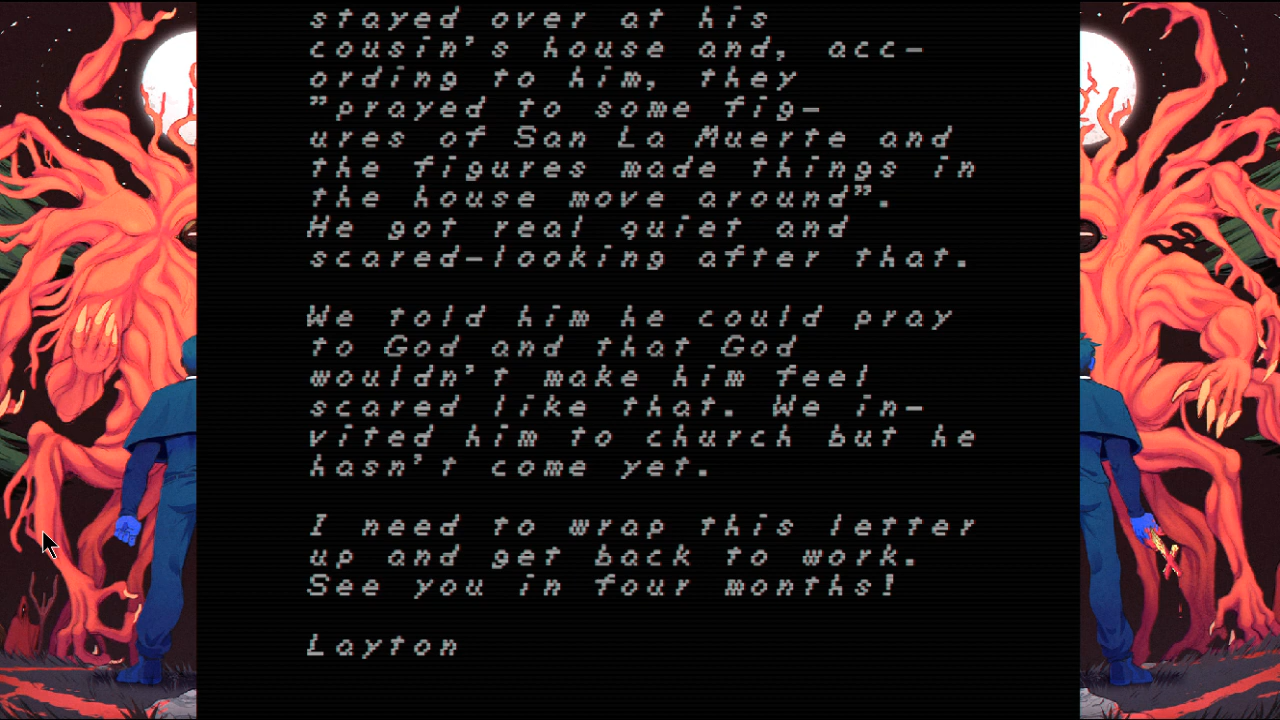 stayed over at his
cousin's house and, acc-
ording to him, they
"prayed to some fig-
ures of San La Muerte and
the figures made things in
the house move around".
He got real quiet and
scared-looking after that.
We told him he could pray
to God and that God
wouldn't make him feel
scared like that. We in-
vited him to church but he
hasn't come yet.
I need to wrap this letter
up and get back to work.
See you in four months!
Layton